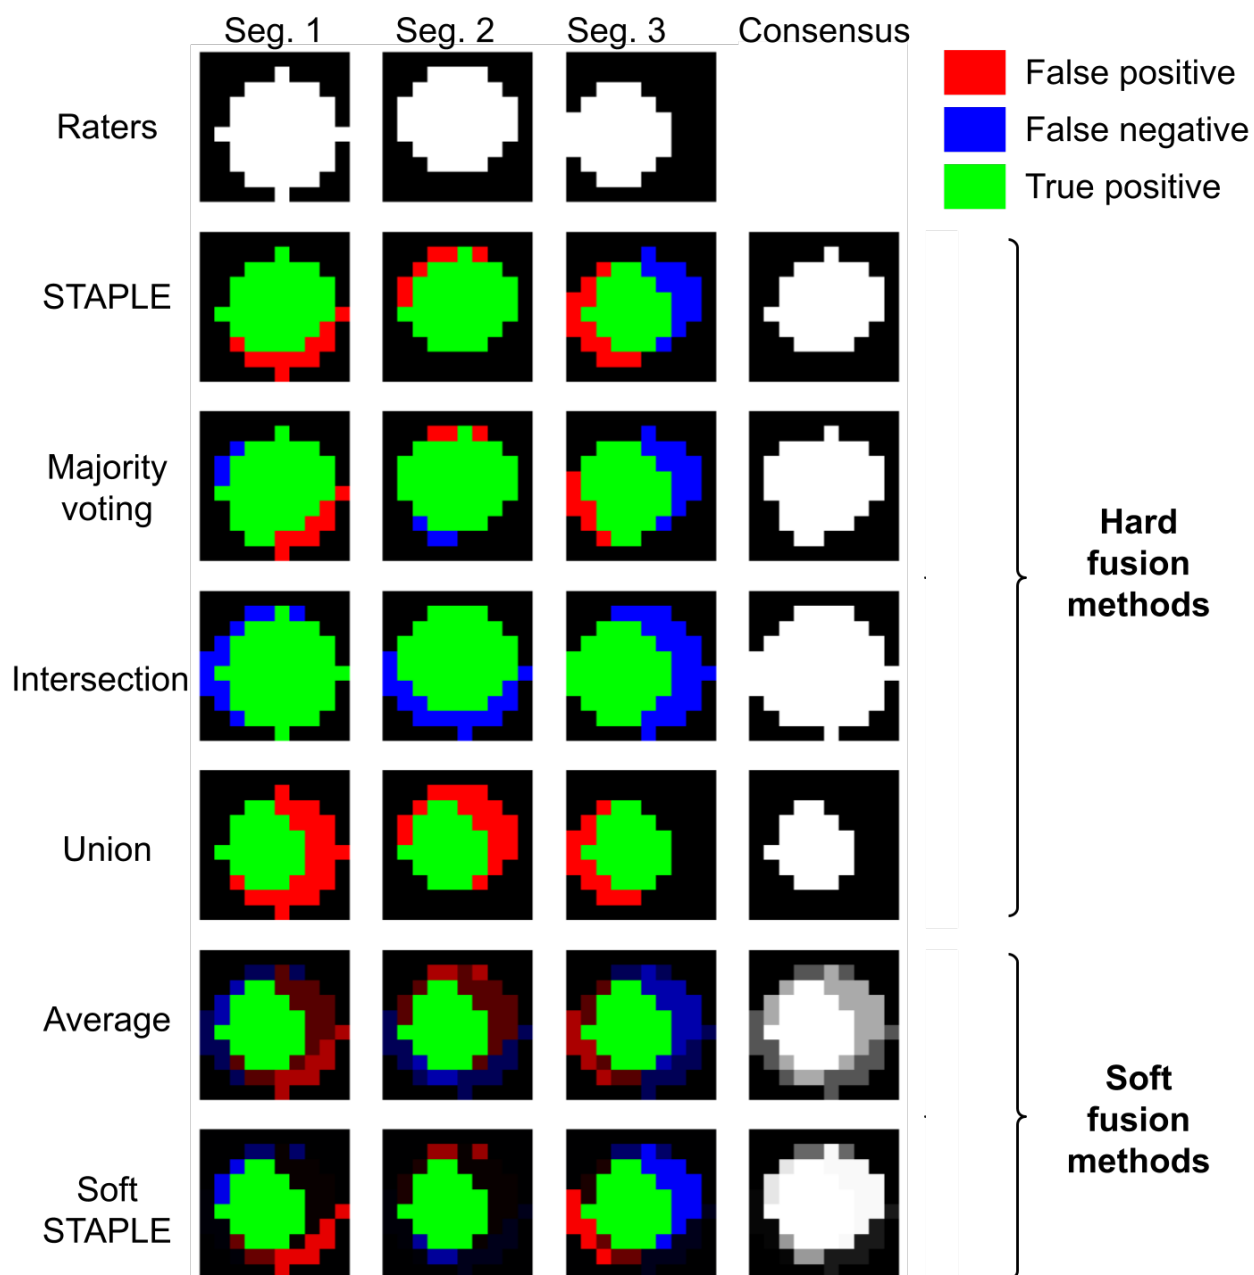 Seg. 1 Seg. 2 Seg. 3 Consensus
False positive
False negative
True positive
Raters
STAPLE
Majority
voting
Intersection
Union
Hard
fusion
methods
Average
Soft
STAPLE
Soft
fusion
methods